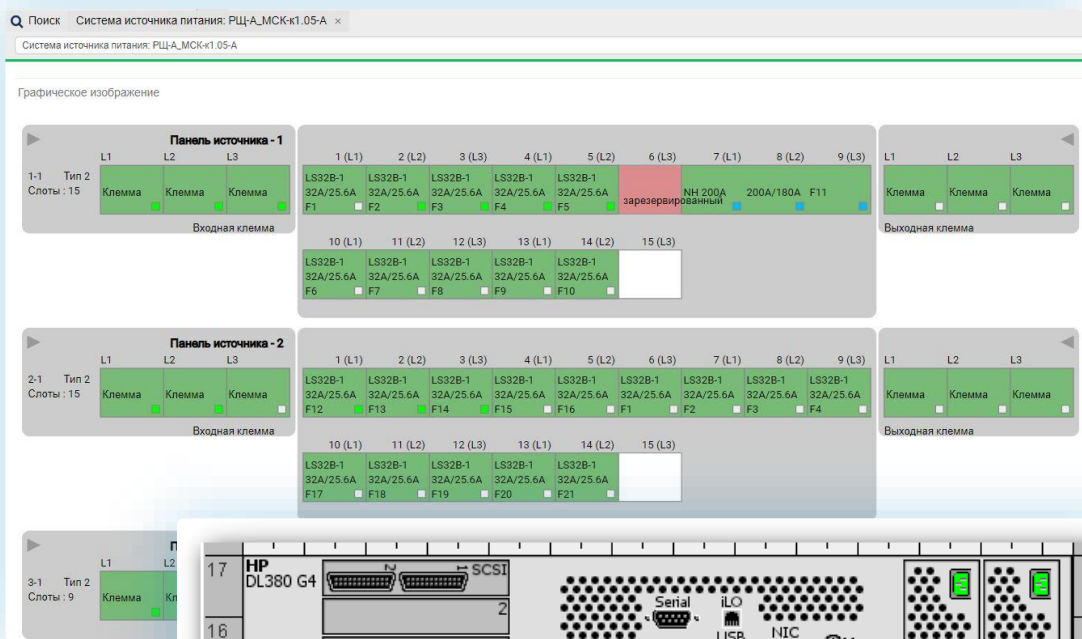 Поиск Система источника питания: РЩ-А_МСК-к1.05-А ×
Система источника питания: РЩ-А_МСК-к1.05-А
Графическое изображение
Панель источника - 1
L1 L2 L3 1 (L1) 2 (L2) 3 (L3) 4 (L1) 5 (L2) 6 (L3) 7 (L1) 8 (L2) 9 (L3) L1 L2 L3
1-1 Тип 2 LS32B-1 LS32B-1 LS32B-1 LS32B-1 LS32B-1
Слоты : 15 Клемма Клемма Клемма 32A/25.6A 32A/25.6A 32A/25.6A 32A/25.6A 32A/25.6A NH 200A 200A/180A F11 Клемма Клемма Клемма
F1 F2 F3 F4 F5 зарезервированный
Входная клемма Выходная клемма
10 (L1) 11 (L2) 12 (L3) 13 (L1) 14 (L2) 15 (L3)
LS32B-1 LS32B-1 LS32B-1 LS32B-1 LS32B-1
32A/25.6A 32A/25.6A 32A/25.6A 32A/25.6A 32A/25.6A
F6 F7 F8 F9 F10
Панель источника - 2
L1 L2 L3 1 (L1) 2 (L2) 3 (L3) 4 (L1) 5 (L2) 6 (L3) 7 (L1) 8 (L2) 9 (L3) L1 L2 L3
2-1 Тип 2 LS32B-1 LS32B-1 LS32B-1 LS32B-1 LS32B-1 LS32B-1 LS32B-1 LS32B-1 LS32B-1
Слоты : 15 Клемма Клемма Клемма 32A/25.6A 32A/25.6A 32A/25.6A 32A/25.6A 32A/25.6A 32A/25.6A 32A/25.6A 32A/25.6A 32A/25.6A Клемма Клемма Клемма
F12 F13 F14 F15 F16 F1 F2 F3 F4
Входная клемма Выходная клемма
10 (L1) 11 (L2) 12 (L3) 13 (L1) 14 (L2) 15 (L3)
LS32B-1 LS32B-1 LS32B-1 LS32B-1 LS32B-1
32A/25.6A 32A/25.6A 32A/25.6A 32A/25.6A 32A/25.6A
F17 F18 F19 F20 F21
L1 L2
3-1 Тип 2
Слоты : 9 Клемма
17 HP
DL380 G4 2 1 SCSI
2
Serial iLO
16 USB NIC